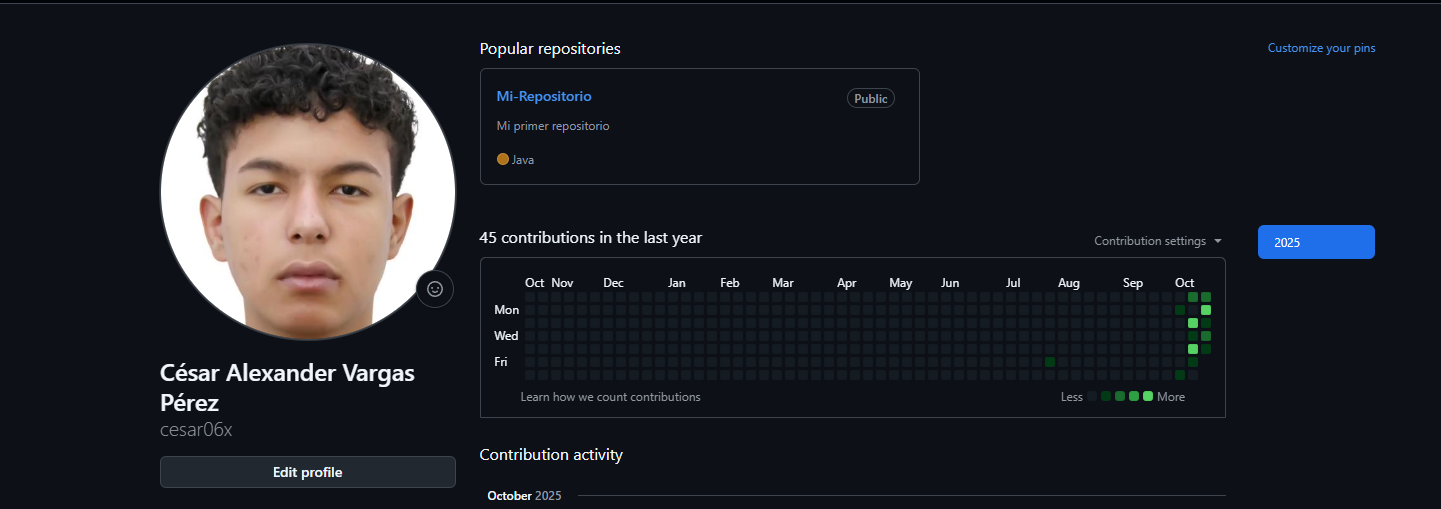 Popular repositories
Customize your pins
Mi-Repositorio
Public
Mi primer repositorio
Java
45 contributions in the last year
Contribution settings
2025
Oct Nov Dec Jan Feb Mar Apr May Jun Jul Aug Sep Oct
Mon
Wed
Fri
Learn how we count contributions
Less
More
César Alexander Vargas
Pérez
cesar06x
Edit profile
Contribution activity
October 2025